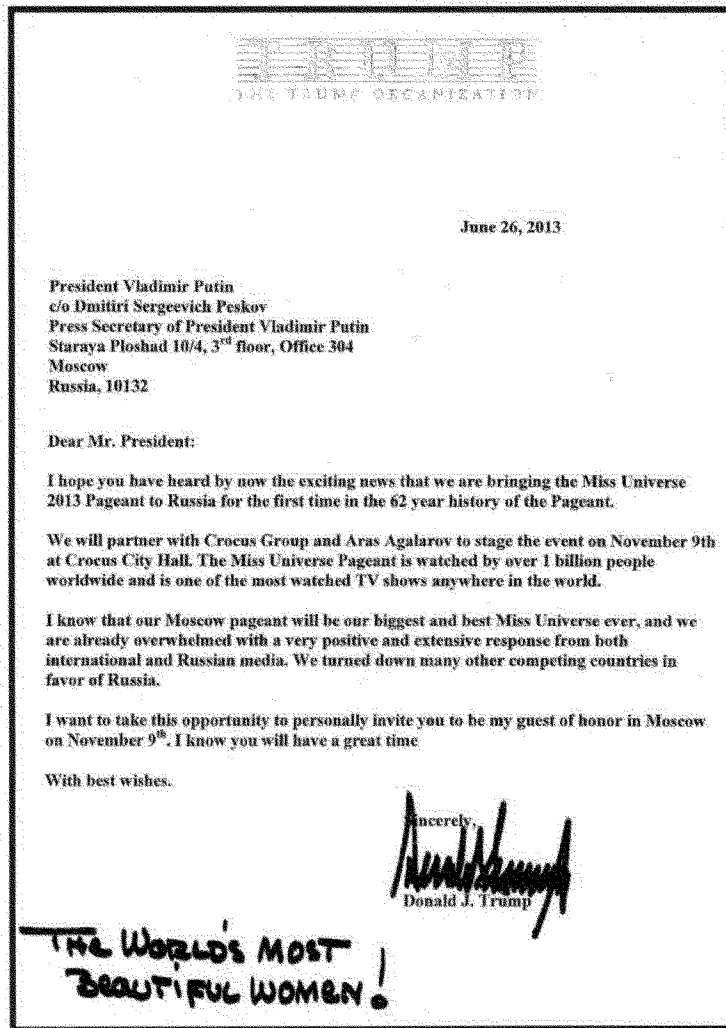 TRUMP
THE TRUMP ORGANIZATION
June 26, 2013
President Vladimir Putin
c/o Dmitiri Sergeevich Peskov
Press Secretary of President Vladimir Putin
Staraya Ploshad 10/4, 3rd floor, Office 304
Moscow
Russia, 10132
Dear Mr. President:
I hope you have heard by now the exciting news that we are bringing the Miss Universe
2013 Pageant to Russia for the first time in the 62 year history of the Pageant.
We will partner with Crocus Group and Aras Agalarov to stage the event on November 9th
at Crocus City Hall. The Miss Universe Pageant is watched by over 1 billion people
worldwide and is one of the most watched TV shows anywhere in the world.
I know that our Moscow pageant will be our biggest and best Miss Universe ever, and we
are already overwhelmed with a very positive and extensive response from both
international and Russian media. We turned down many other competing countries in
favor of Russia.
I want to take this opportunity to personally invite you to be my guest of honor in Moscow
on November 9th. I know you will have a great time
With best wishes.
Sincerely,
Donald J. Trump
THE WORLD'S MOST
BEAUTIFUL WOMEN!